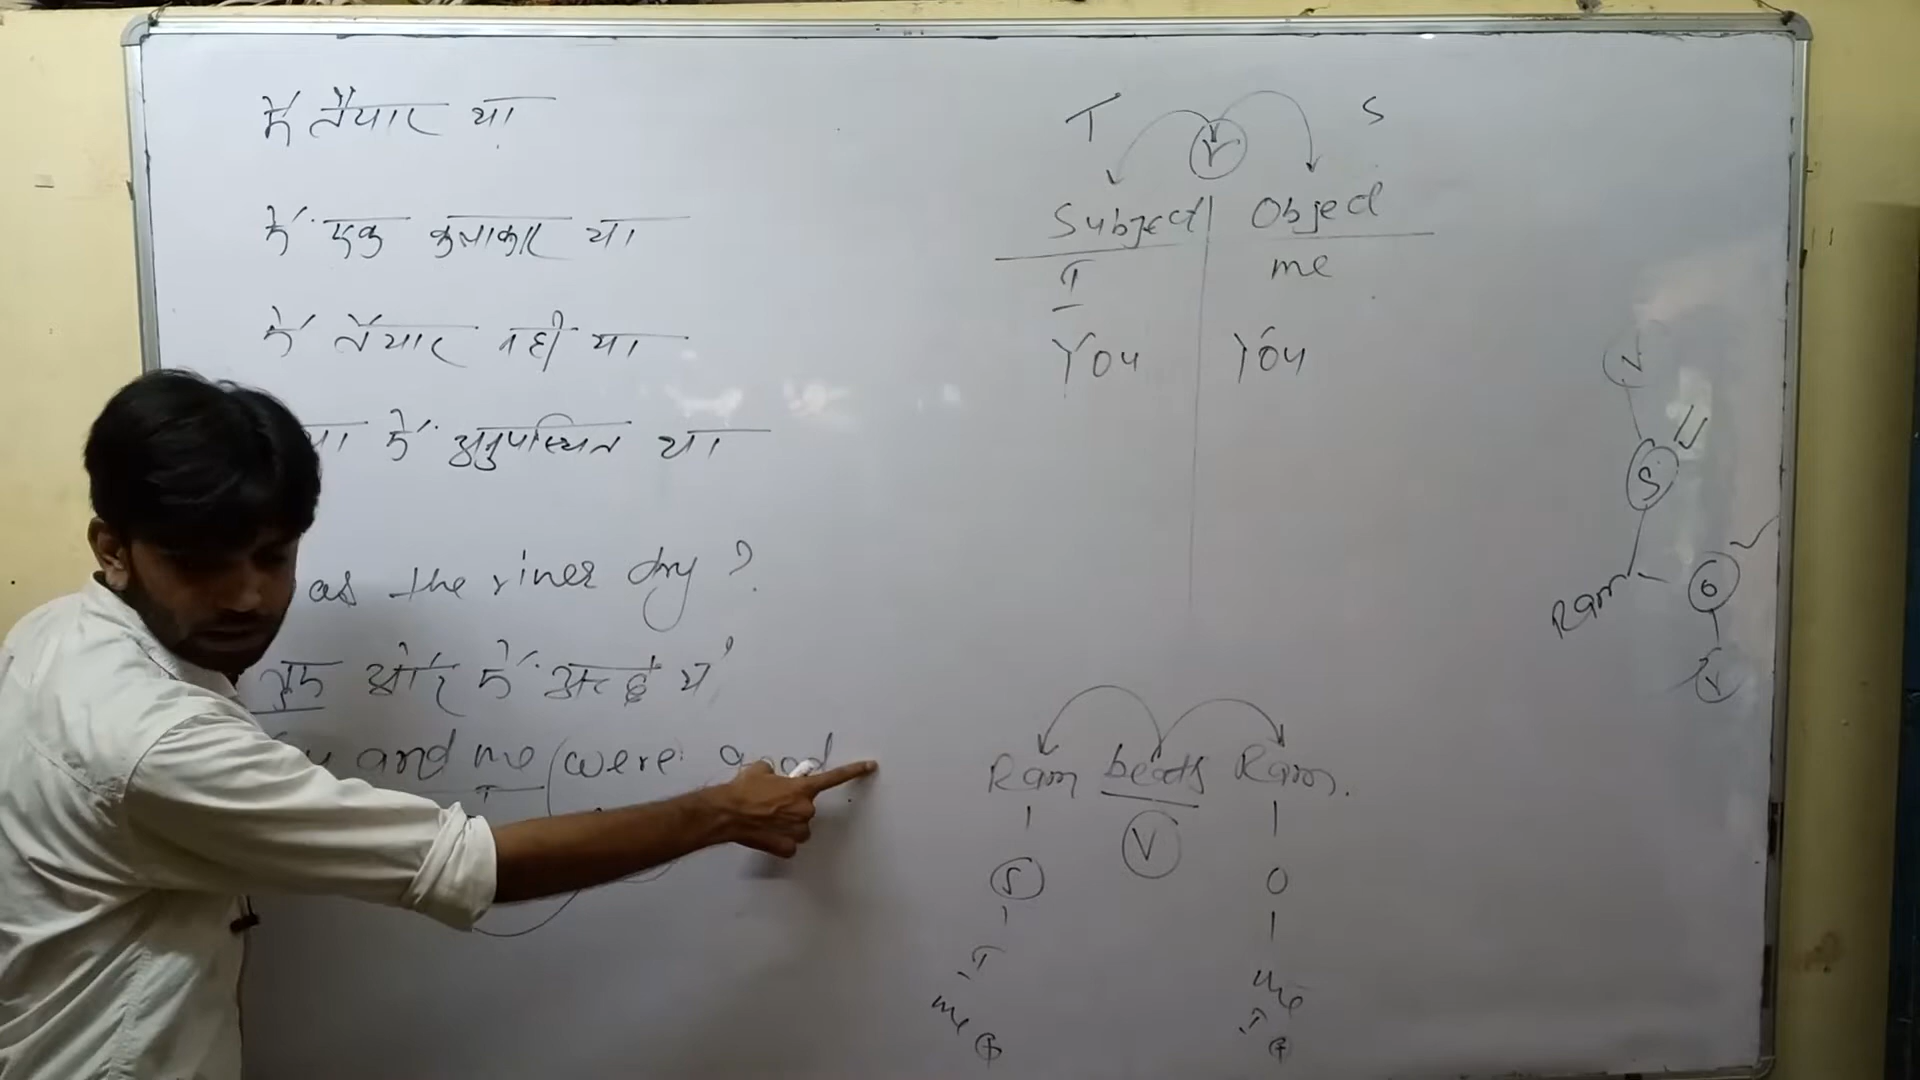 मैं तैयार था
मैं एक कलाकार था
मैं तैयार नहीं था
मैं अनुपस्थित था
as the river dry ?
तुम और मैं अच्छे थे
and me (were good
I
T S
V
Subject Object
I me
You You
V
S
Ram O
V
Ram beats Ram.
V
S O
I me
me I